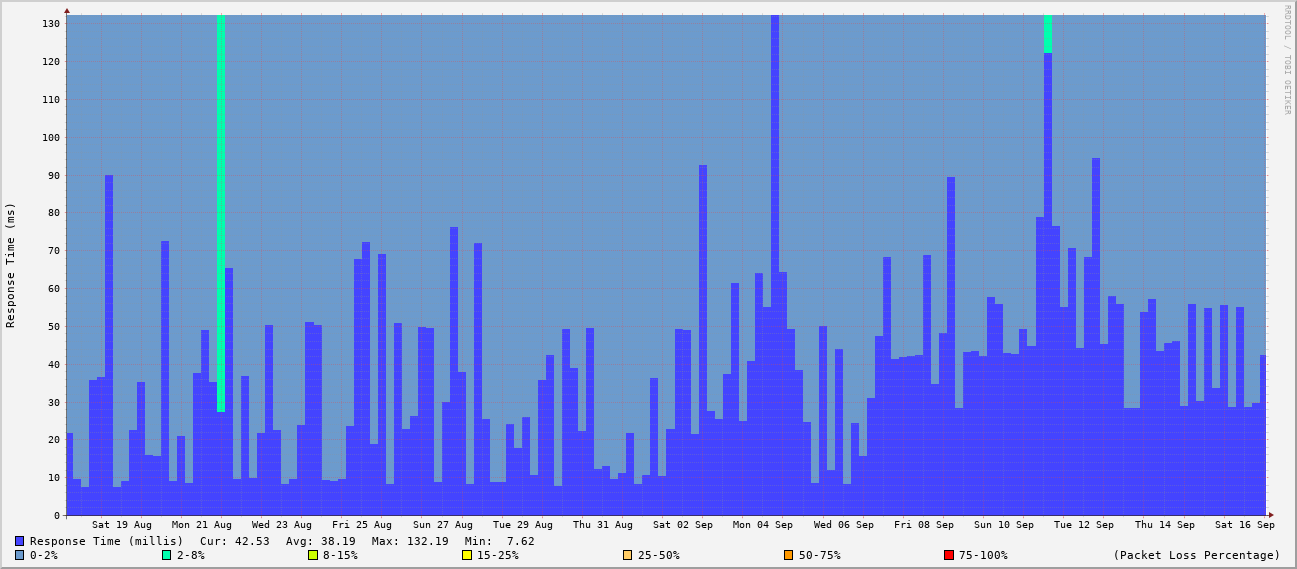 RRDTOOL / TOBI OETIKER
Response Time (ms)
130
120
110
100
90
80
70
60
50
40
30
20
10
0
Sat 19 Aug Mon 21 Aug Wed 23 Aug Fri 25 Aug Sun 27 Aug Tue 29 Aug Thu 31 Aug Sat 02 Sep Mon 04 Sep Wed 06 Sep Fri 08 Sep Sun 10 Sep Tue 12 Sep Thu 14 Sep Sat 16 Sep
Response Time (millis) Cur: 42.53 Avg: 38.19 Max: 132.19 Min: 7.62
0-2% 2-8% 8-15% 15-25% 25-50% 50-75% 75-100% (Packet Loss Percentage)